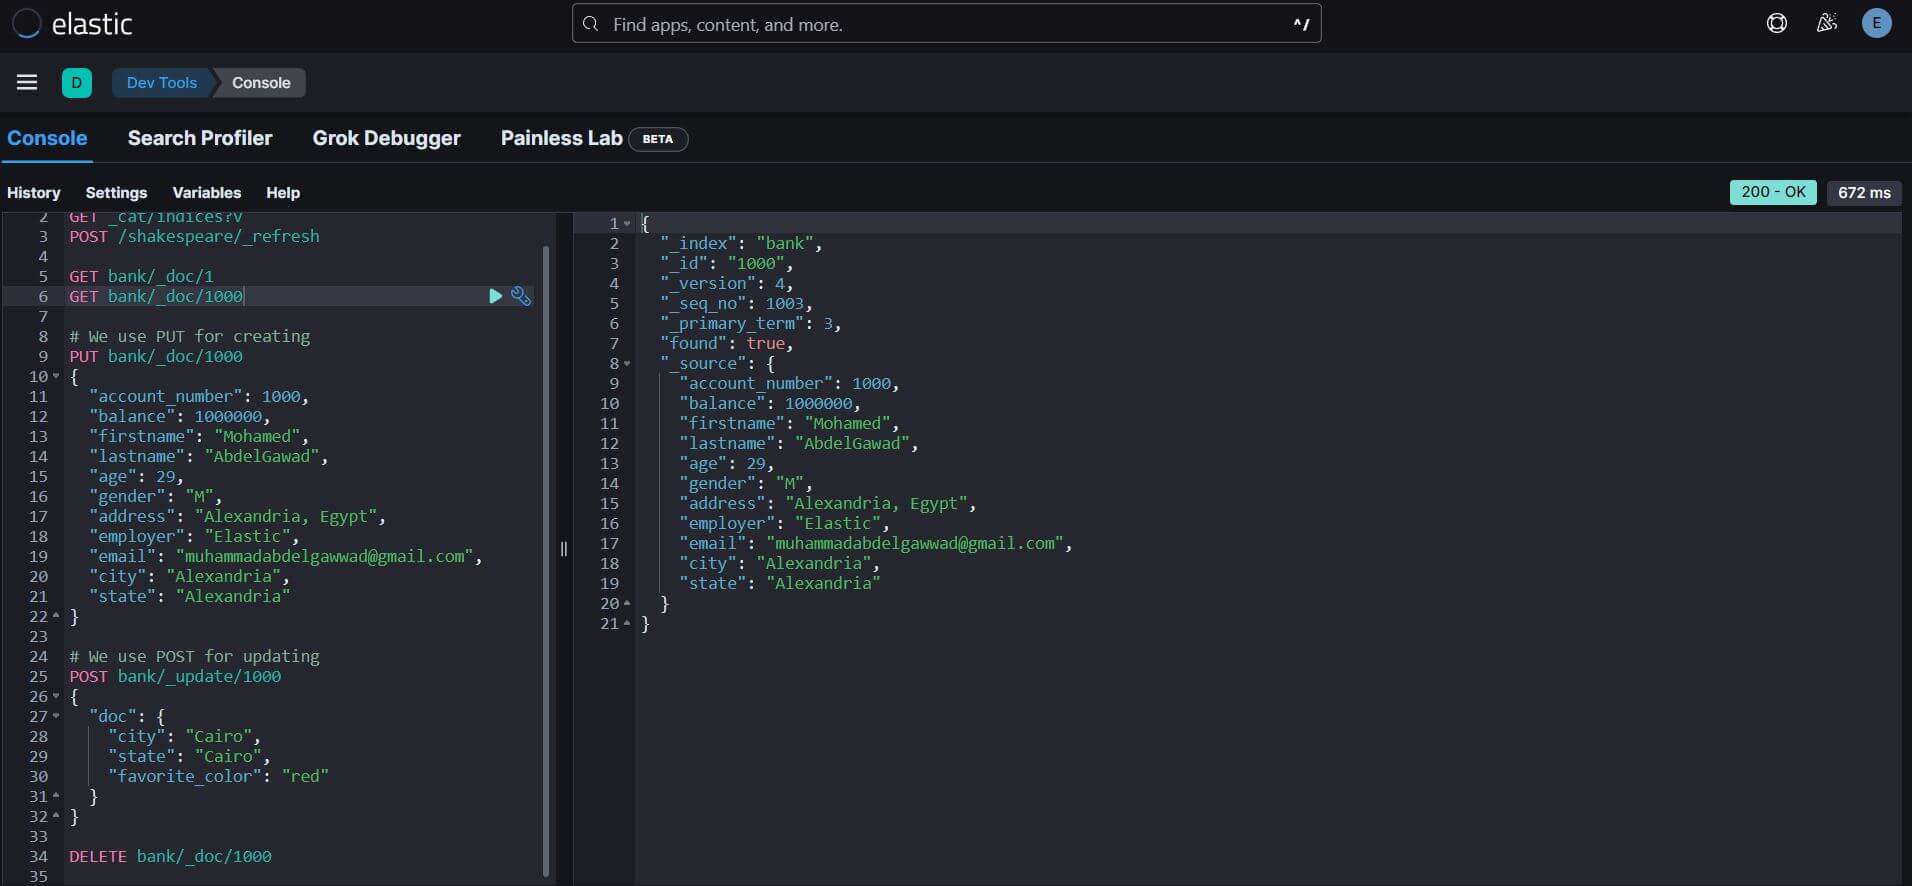 elastic
Find apps, content, and more.
^/
E
D
Dev Tools
Console
Console
Search Profiler
Grok Debugger
Painless Lab
BETA
History
Settings
Variables
Help
200 - OK
672 ms
2 GET _cat/indices?v
3 POST /shakespeare/_refresh
4
5 GET bank/_doc/1
6 GET bank/_doc/1000
7
8 # We use PUT for creating
9 PUT bank/_doc/1000
10 {
11 "account_number": 1000,
12 "balance": 1000000,
13 "firstname": "Mohamed",
14 "lastname": "AbdelGawad",
15 "age": 29,
16 "gender": "M",
17 "address": "Alexandria, Egypt",
18 "employer": "Elastic",
19 "email": "muhammadabdelgawwad@gmail.com",
20 "city": "Alexandria",
21 "state": "Alexandria"
22 }
23
24 # We use POST for updating
25 POST bank/_update/1000
26 {
27 "doc": {
28 "city": "Cairo",
29 "state": "Cairo",
30 "favorite_color": "red"
31 }
32 }
33
34 DELETE bank/_doc/1000
35
1 {
2 "_index": "bank",
3 "_id": "1000",
4 "_version": 4,
5 "_seq_no": 1003,
6 "_primary_term": 3,
7 "found": true,
8 "_source": {
9 "account_number": 1000,
10 "balance": 1000000,
11 "firstname": "Mohamed",
12 "lastname": "AbdelGawad",
13 "age": 29,
14 "gender": "M",
15 "address": "Alexandria, Egypt",
16 "employer": "Elastic",
17 "email": "muhammadabdelgawwad@gmail.com",
18 "city": "Alexandria",
19 "state": "Alexandria"
20 }
21 }